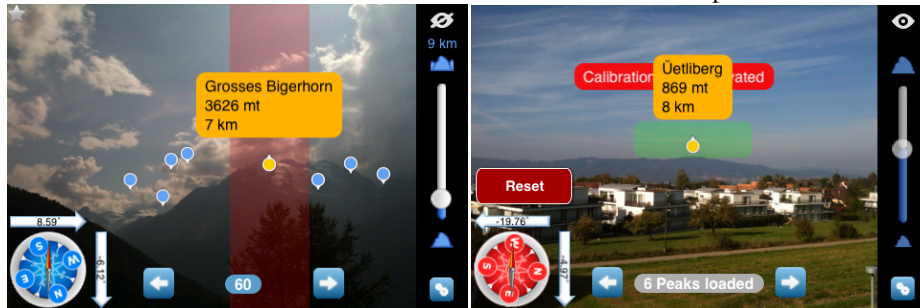 9 km
Grosses Bigerhorn
3626 mt
7 km
8.59°
-6.12°
S
W
N
60
Calibration
vated
Üetliberg
869 mt
8 km
Reset
-19.76°
-4.97°
W
S
N
E
6 Peaks loaded